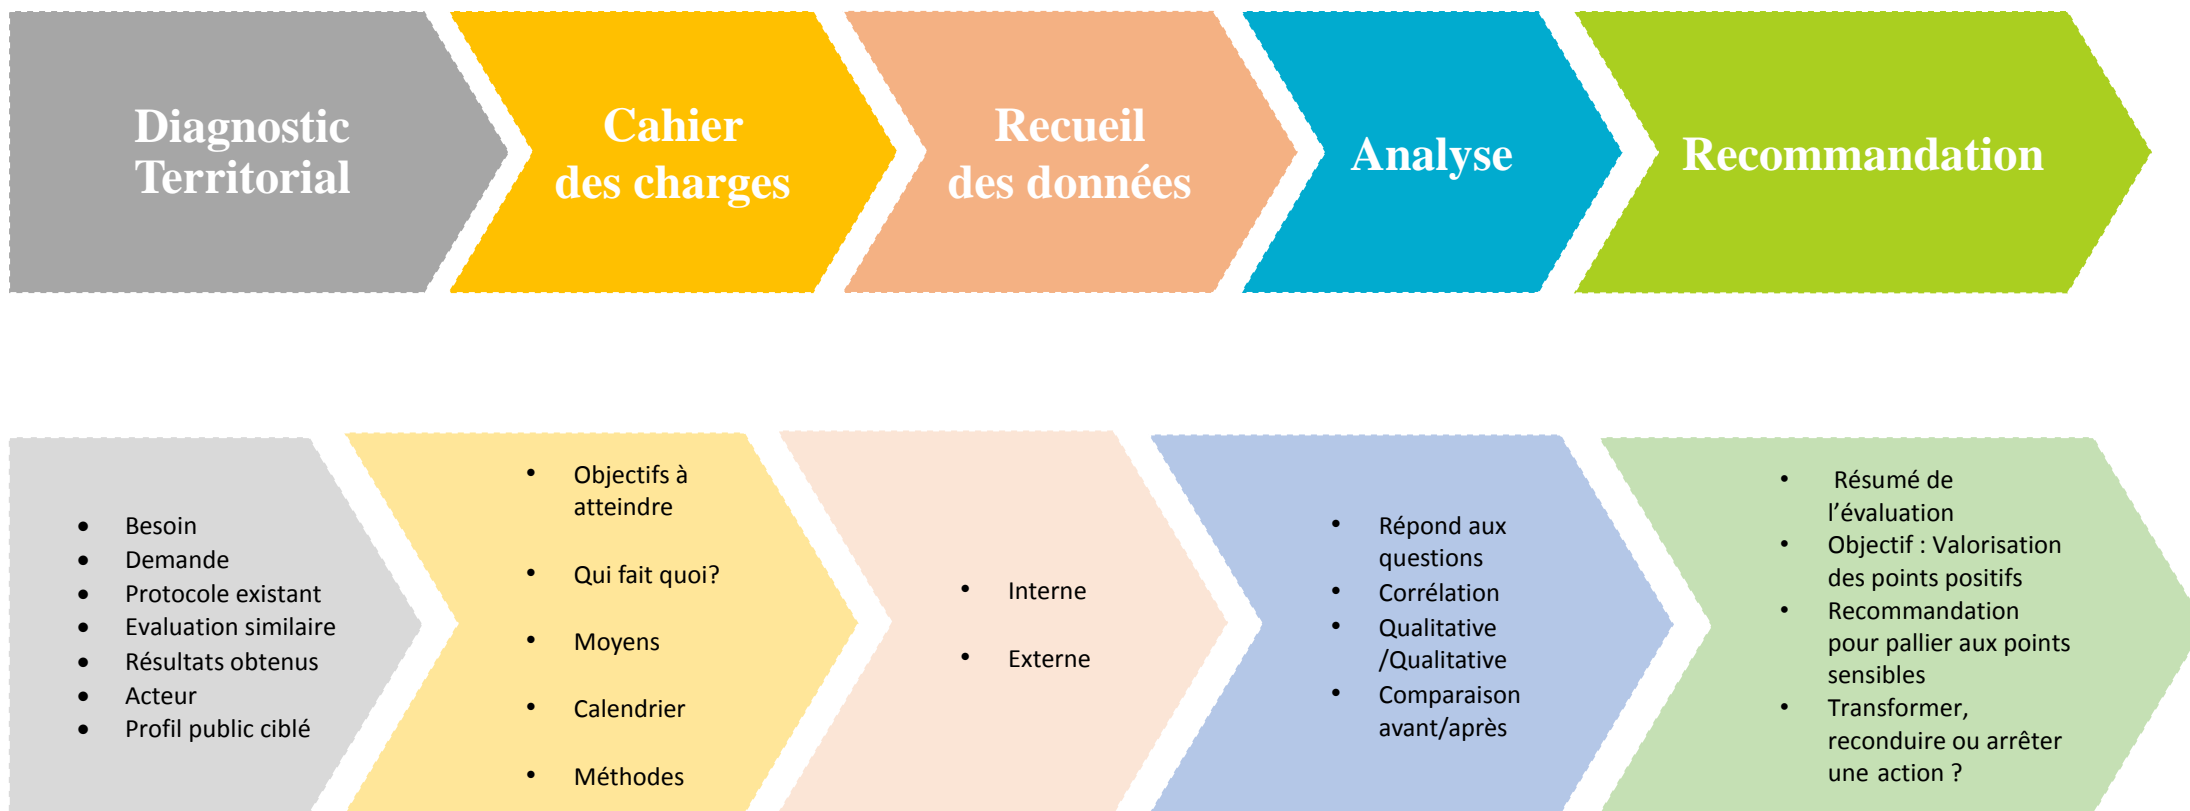 Diagnostic
Territorial
Cahier
des charges
Recueil
des données
Analyse
Recommandation
• Besoin
• Demande
• Protocole existant
• Evaluation similaire
• Résultats obtenus
• Acteur
• Profil public ciblé
• Objectifs à
atteindre
• Qui fait quoi?
• Moyens
• Calendrier
• Méthodes
• Interne
• Externe
• Répond aux
questions
• Corrélation
• Qualitative
/Qualitative
• Comparaison
avant/après
• Résumé de
l’évaluation
• Objectif : Valorisation
des points positifs
• Recommandation
pour pallier aux points
sensibles
• Transformer,
reconduire ou arrêter
une action ?